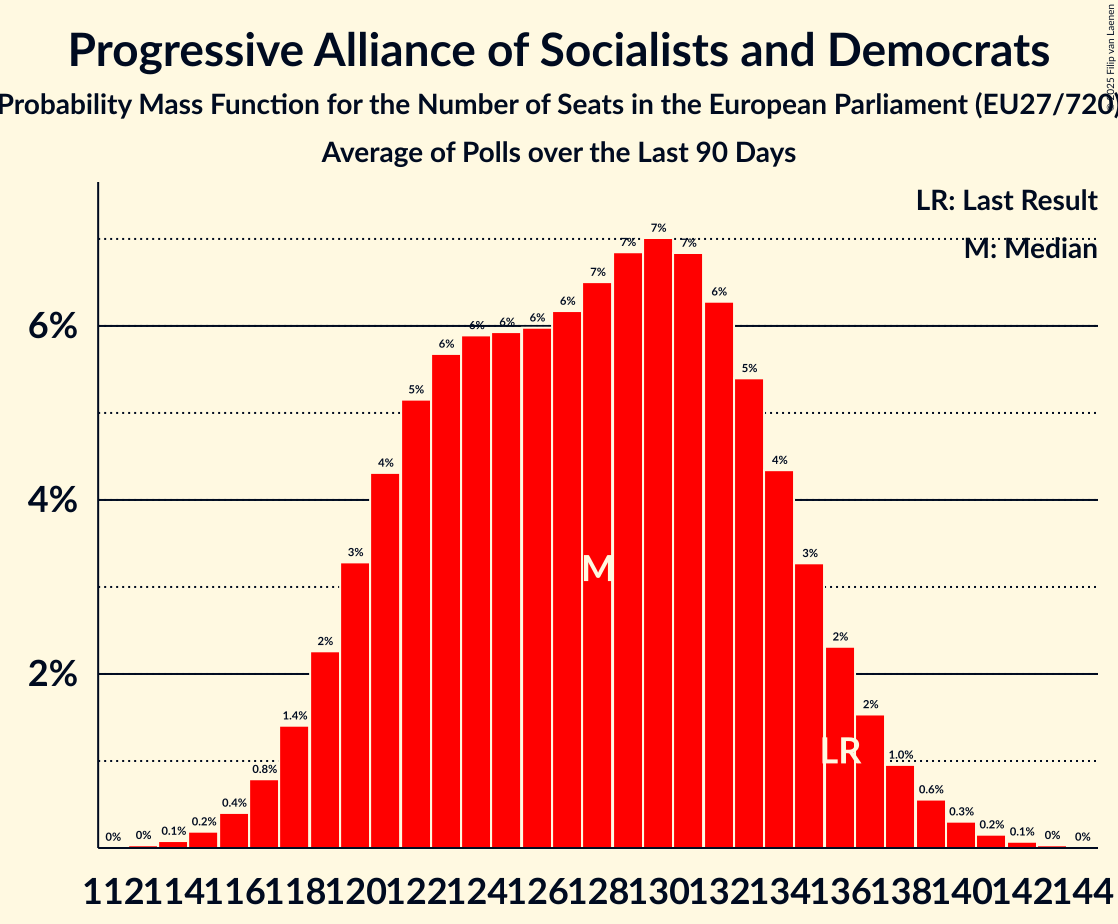 Progressive Alliance of Socialists and Democrats
Probability Mass Function for the Number of Seats in the European Parliament (EU27/720)
Average of Polls over the Last 90 Days
© 2025 Filip van Laenen
LR: Last Result
M: Median
6%
4%
2%
0% 0% 0.1% 0.2% 0.4% 0.8% 1.4% 2% 3% 4% 5% 6% 6% 6% 6% 6% 7% 7% 7% 7% 6% 5% 4% 3% 2% 2% 1.0% 0.6% 0.3% 0.2% 0.1% 0% 0%
M
LR
112 114 116 118 120 122 124 126 128 130 132 134 136 138 140 142 144